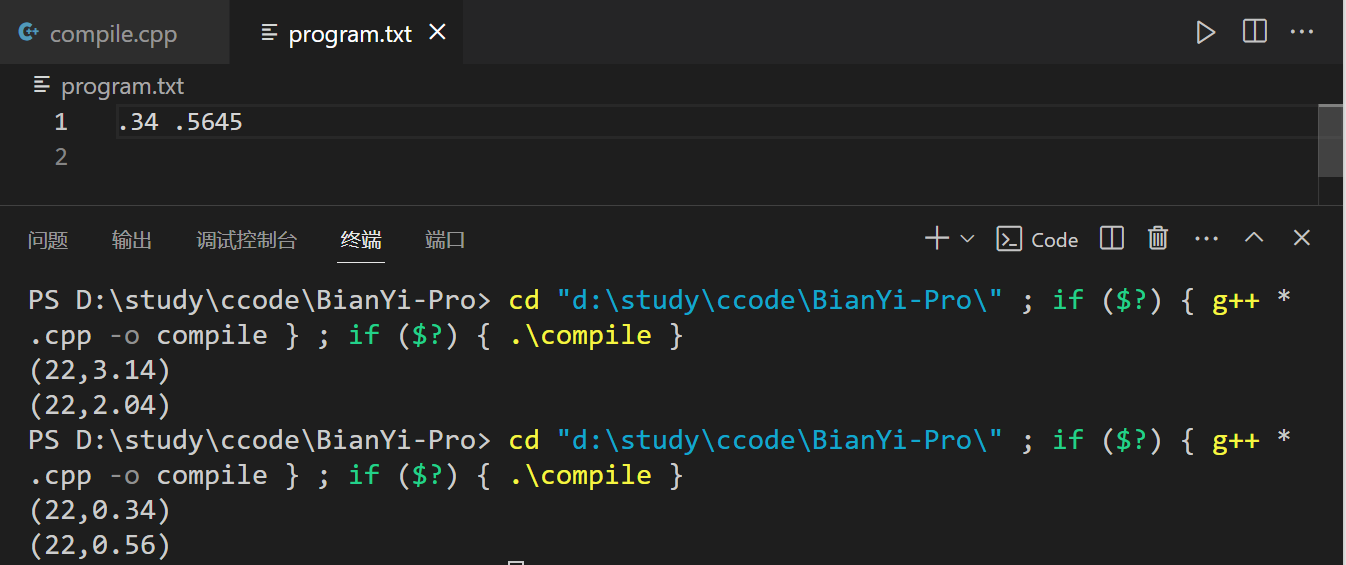 compile.cpp program.txt
program.txt
1 .34 .5645
2
问题 输出 调试控制台 终端 端口 Code
PS D:\study\ccode\BianYi-Pro> cd "d:\study\ccode\BianYi-Pro\" ; if ($?) { g++ *
.cpp -o compile } ; if ($?) { .\compile }
(22,3.14)
(22,2.04)
PS D:\study\ccode\BianYi-Pro> cd "d:\study\ccode\BianYi-Pro\" ; if ($?) { g++ *
.cpp -o compile } ; if ($?) { .\compile }
(22,0.34)
(22,0.56)